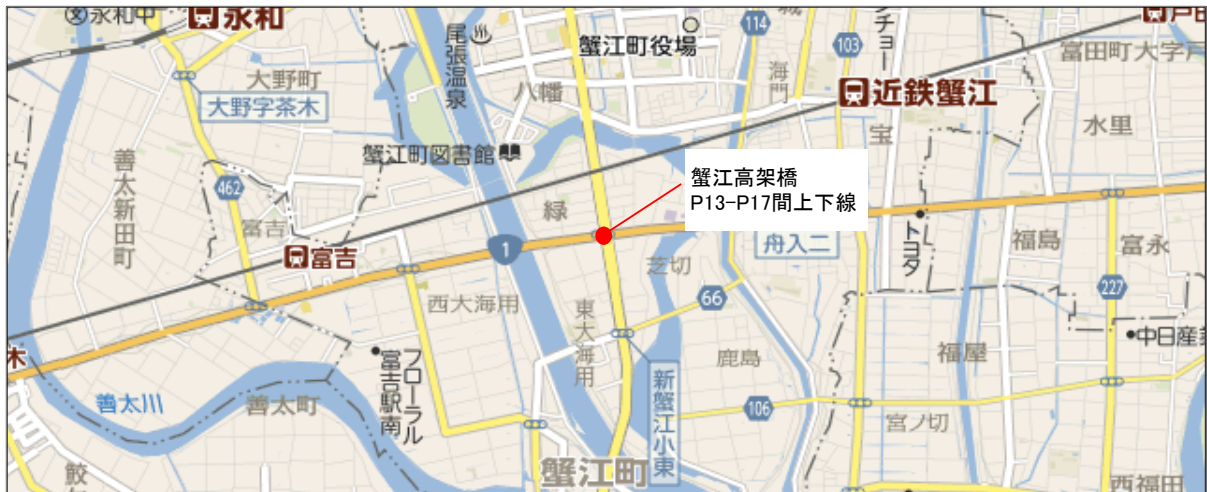 永和中
永和
尾張温泉
蟹江町役場
114
103
海門
富田町大字戸
大野町
大野字茶木
八幡
近鉄蟹江
宝
水里
善太新田町
蟹江町図書館
蟹江高架橋
P13-P17間上下線
462
緑
富吉
富吉
1
芝切
舟入二
トヨタ
福島
富永
西大海用
東大海用
66
227
中日産業
木
フローラル
富吉駅南
鹿島
福屋
善太川
善太町
新蟹江小東
106
宮ノ切
蟹江町
西福田